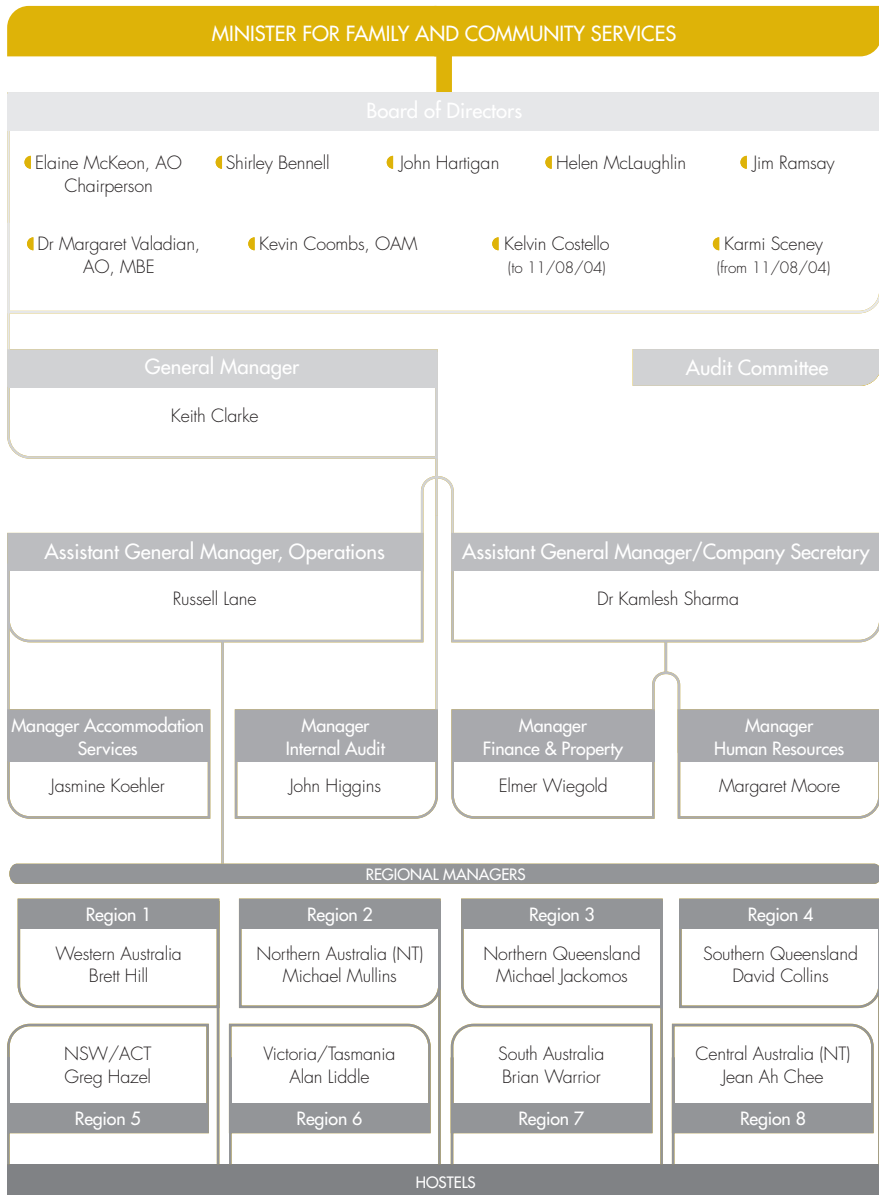 MINISTER FOR FAMILY AND COMMUNITY SERVICES
Board of Directors
Elaine McKeon, AO
Chairperson
Shirley Bennell
John Hartigan
Helen McLaughlin
Jim Ramsay
Dr Margaret Valadian,
AO, MBE
Kevin Coombs, OAM
Kelvin Costello
(to 11/08/04)
Karmi Sceney
(from 11/08/04)
General Manager
Keith Clarke
Audit Committee
Assistant General Manager, Operations
Russell Lane
Assistant General Manager/Company Secretary
Dr Kamlesh Sharma
Manager Accommodation
Services
Jasmine Koehler
Manager
Internal Audit
John Higgins
Manager
Finance & Property
Elmer Wiegold
Manager
Human Resources
Margaret Moore
REGIONAL MANAGERS
Region 1
Western Australia
Brett Hill
Region 2
Northern Australia (NT)
Michael Mullins
Region 3
Northern Queensland
Michael Jackomos
Region 4
Southern Queensland
David Collins
NSW/ACT
Greg Hazel
Region 5
Victoria/Tasmania
Alan Liddle
Region 6
South Australia
Brian Warrior
Region 7
Central Australia (NT)
Jean Ah Chee
Region 8
HOSTELS